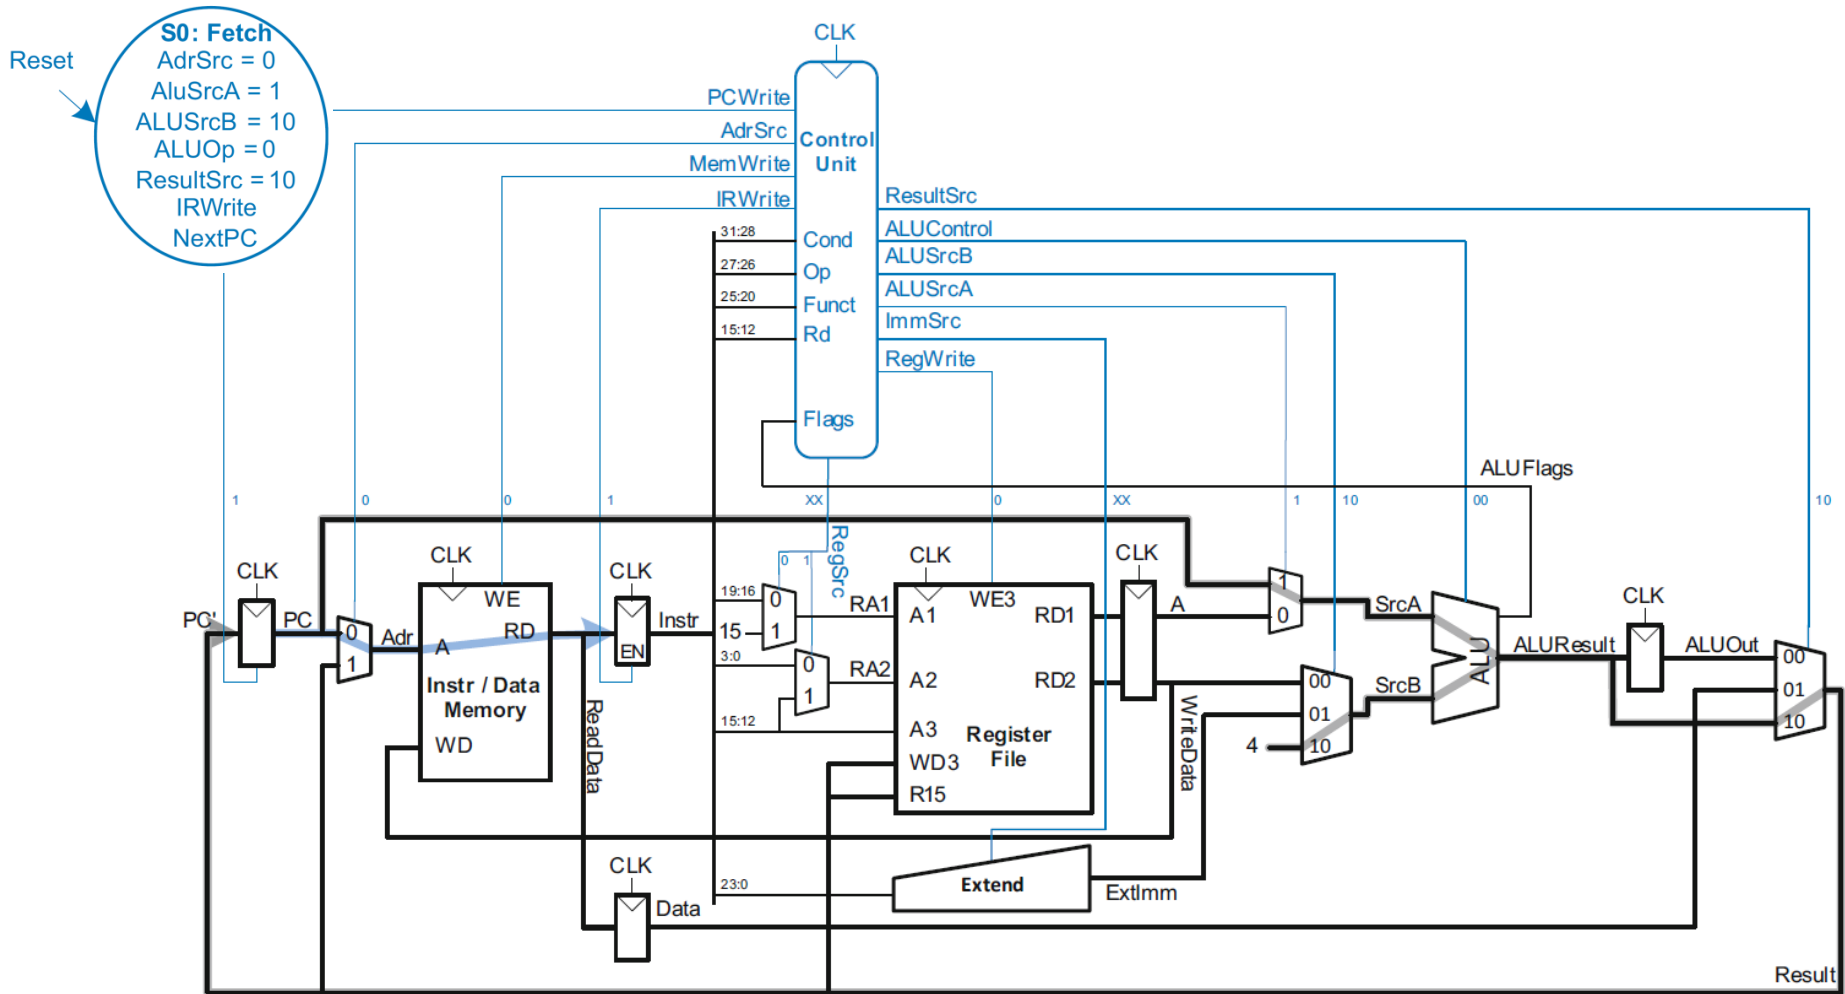 S0: Fetch
AdrSrc = 0
AluSrcA = 1
ALUSrcB = 10
ALUOp = 0
ResultSrc = 10
IRWrite
NextPC
Reset
CLK
PCWrite
AdrSrc
MemWrite
IRWrite
Control
Unit
31:28
Cond
27:26
Op
25:20
Funct
15:12
Rd
Flags
ResultSrc
ALUControl
ALUSrcB
ALUSrcA
ImmSrc
RegWrite
ALUFlags
1
0
0
1
XX
0
XX
1
10
00
10
RegSrc
0
1
CLK
PC'
PC
0
1
Adr
CLK
WE
A
RD
Instr / Data
Memory
WD
ReadData
CLK
EN
Instr
19:16
15
0
1
RA1
3:0
0
1
RA2
15:12
CLK
WE3
A1
RD1
A2
RD2
A3
Register
File
WD3
R15
CLK
A
WriteData
1
0
SrcA
00
01
10
4
SrcB
ALU
ALUResult
CLK
ALUOut
00
01
10
23:0
Extend
ExtImm
CLK
Data
Result